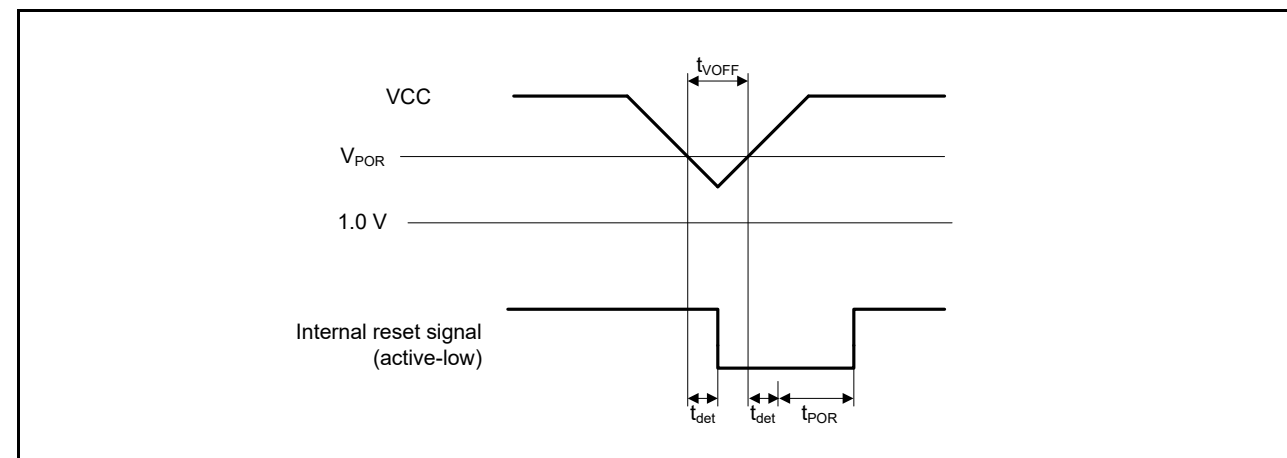 tVOFF
VCC
VPOR
1.0 V
Internal reset signal
(active-low)
tdet
tdet
tPOR